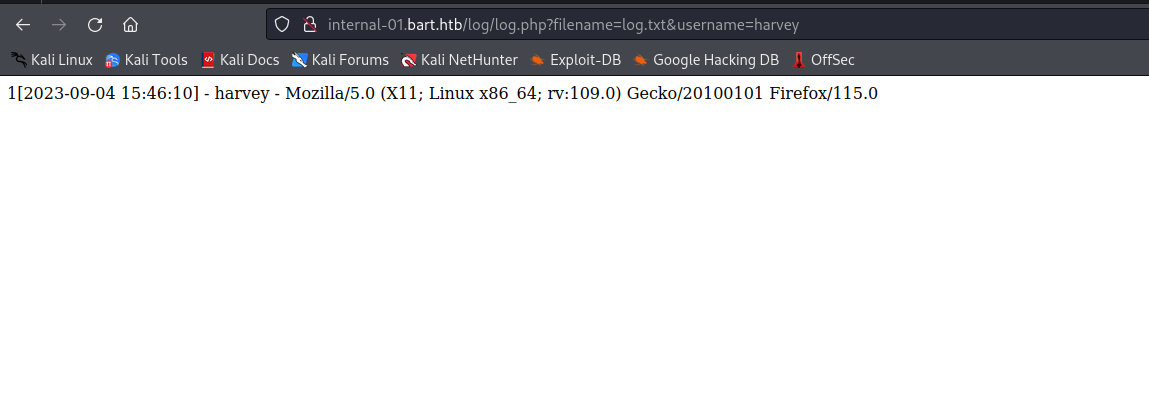 internal-01.bart.htb/log/log.php?filename=log.txt&username=harvey
Kali Linux Kali Tools Kali Docs Kali Forums Kali NetHunter Exploit-DB Google Hacking DB OffSec
1[2023-09-04 15:46:10] - harvey - Mozilla/5.0 (X11; Linux x86_64; rv:109.0) Gecko/20100101 Firefox/115.0